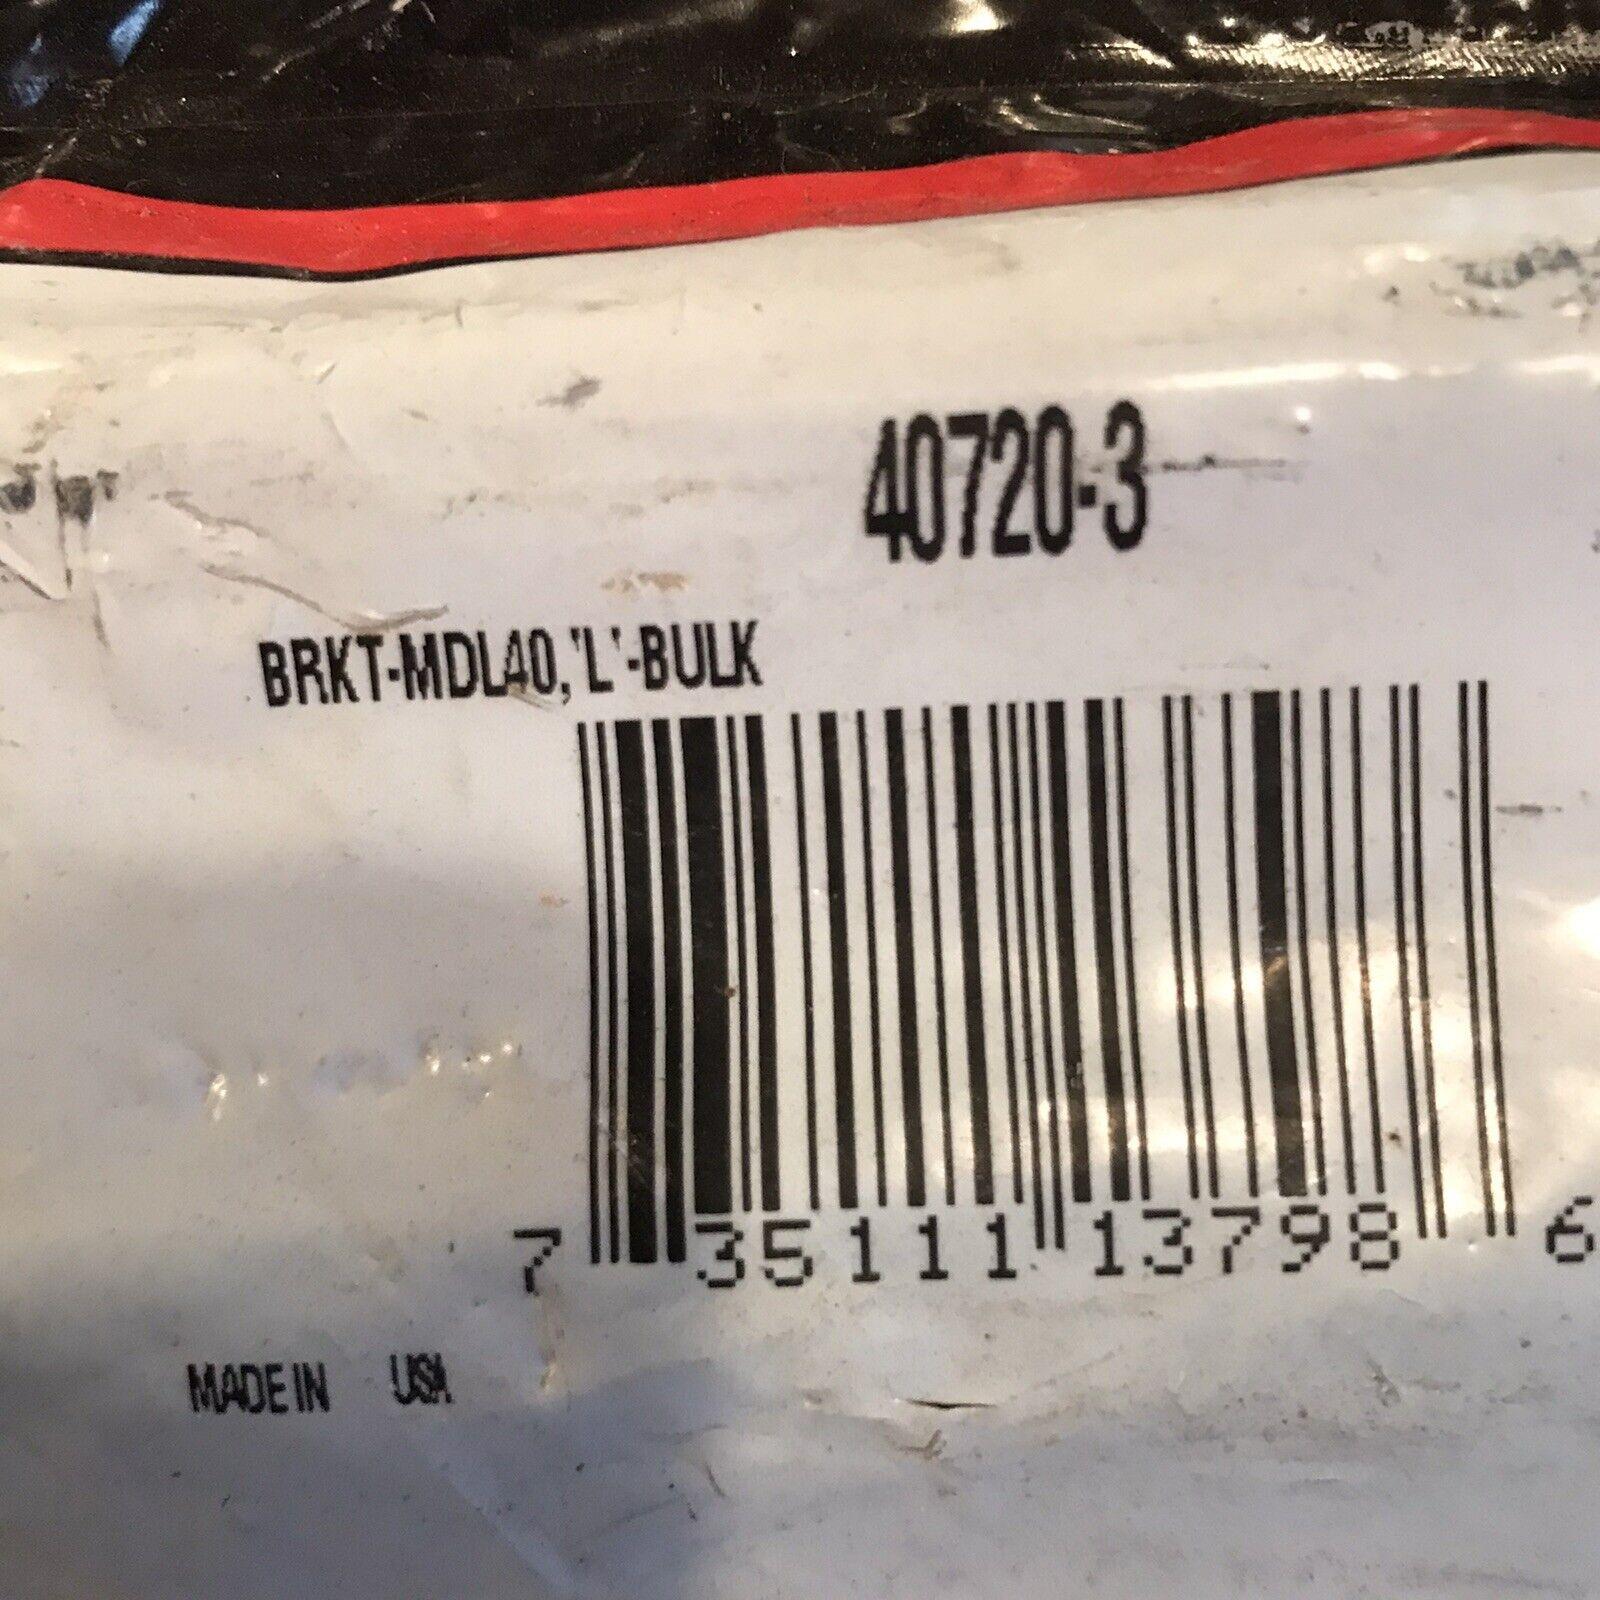 40720-3
BRKT-MDL40,'L'-BULK
7 35111 13798 6
MADE IN USA